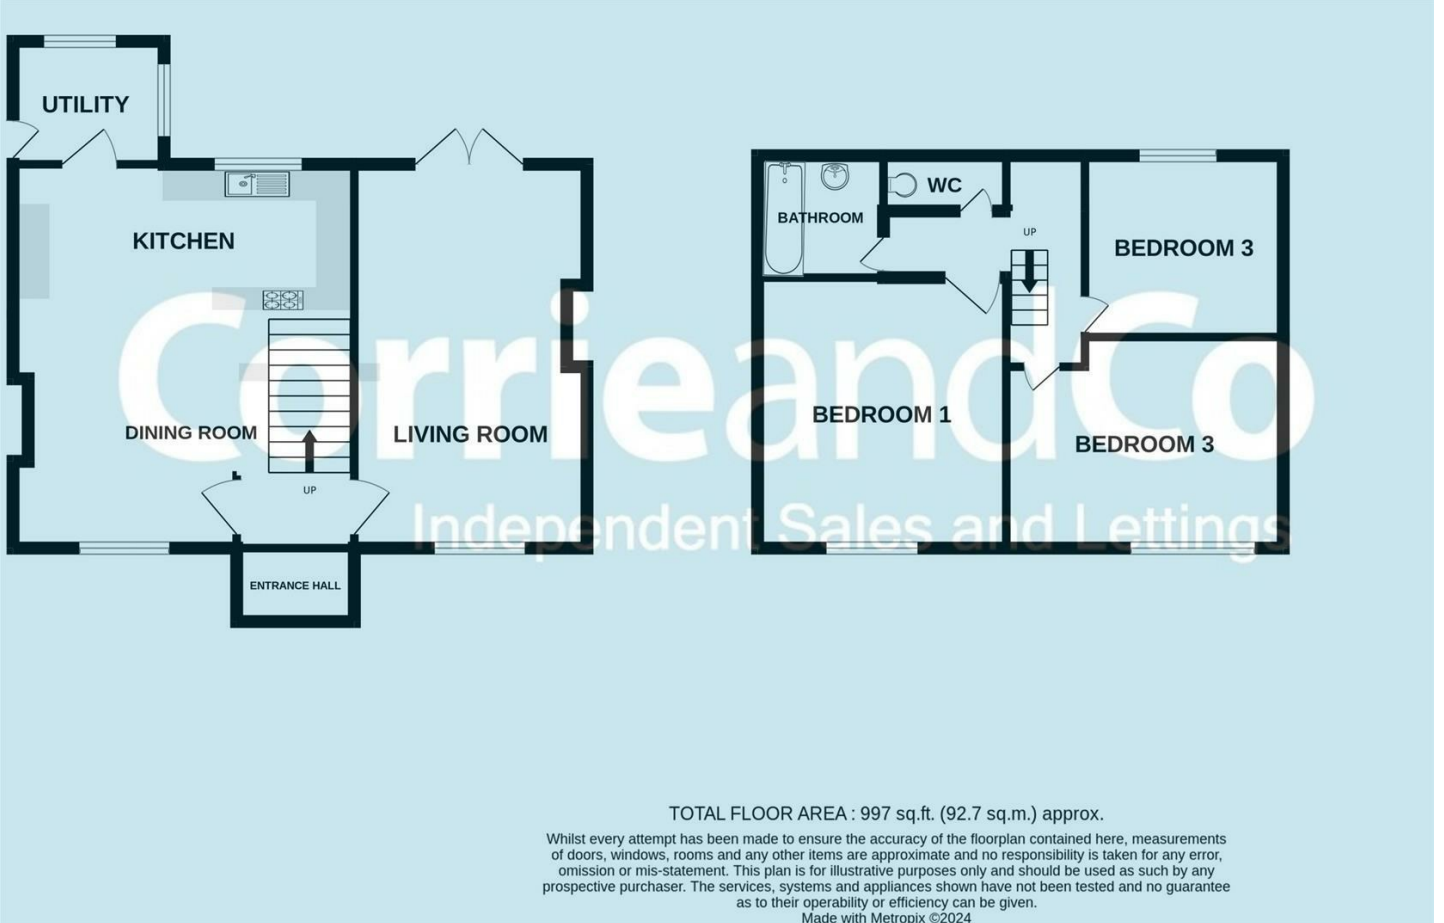 UTILITY
KITCHEN
DINING ROOM
LIVING ROOM
UP
ENTRANCE HALL
BATHROOM
WC
UP
BEDROOM 3
BEDROOM 1
BEDROOM 3
CorrieandCo
Independent Sales and Lettings
TOTAL FLOOR AREA : 997 sq.ft. (92.7 sq.m.) approx.
Whilst every attempt has been made to ensure the accuracy of the floorplan contained here, measurements
of doors, windows, rooms and any other items are approximate and no responsibility is taken for any error,
omission or mis-statement. This plan is for illustrative purposes only and should be used as such by any
prospective purchaser. The services, systems and appliances shown have not been tested and no guarantee
as to their operability or efficiency can be given.
Made with Metropix ©2024